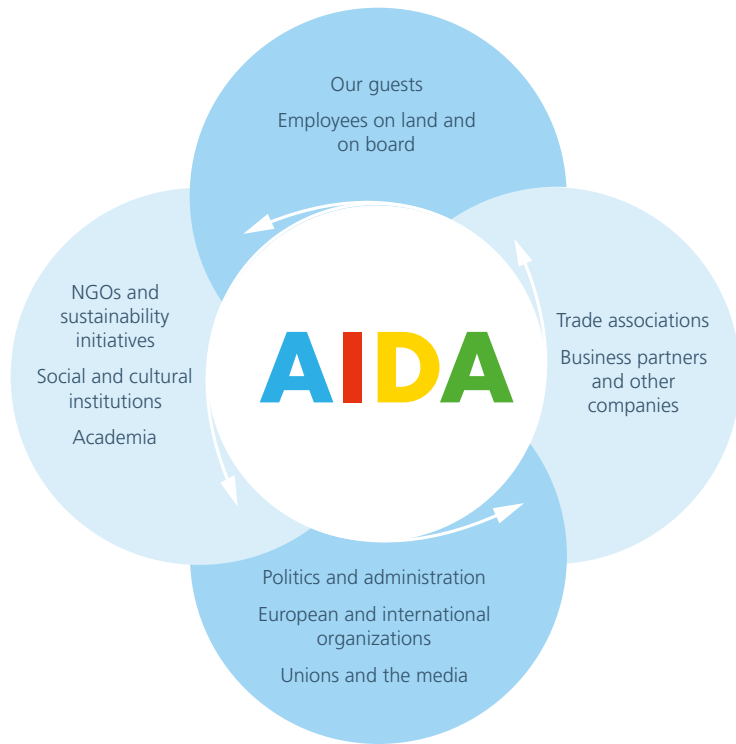 Our guests
Employees on land and
on board
NGOs and
sustainability
initiatives
Social and cultural
institutions
Academia
AIDA
Trade associations
Business partners
and other
companies
Politics and administration
European and international
organizations
Unions and the media